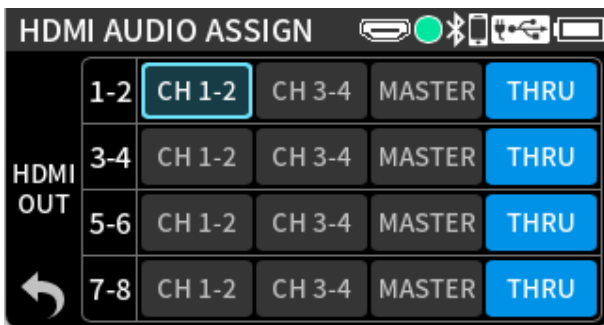 HDMI AUDIO ASSIGN
1-2 CH 1-2 CH 3-4 MASTER THRU
3-4 CH 1-2 CH 3-4 MASTER THRU
HDMI OUT
5-6 CH 1-2 CH 3-4 MASTER THRU
7-8 CH 1-2 CH 3-4 MASTER THRU